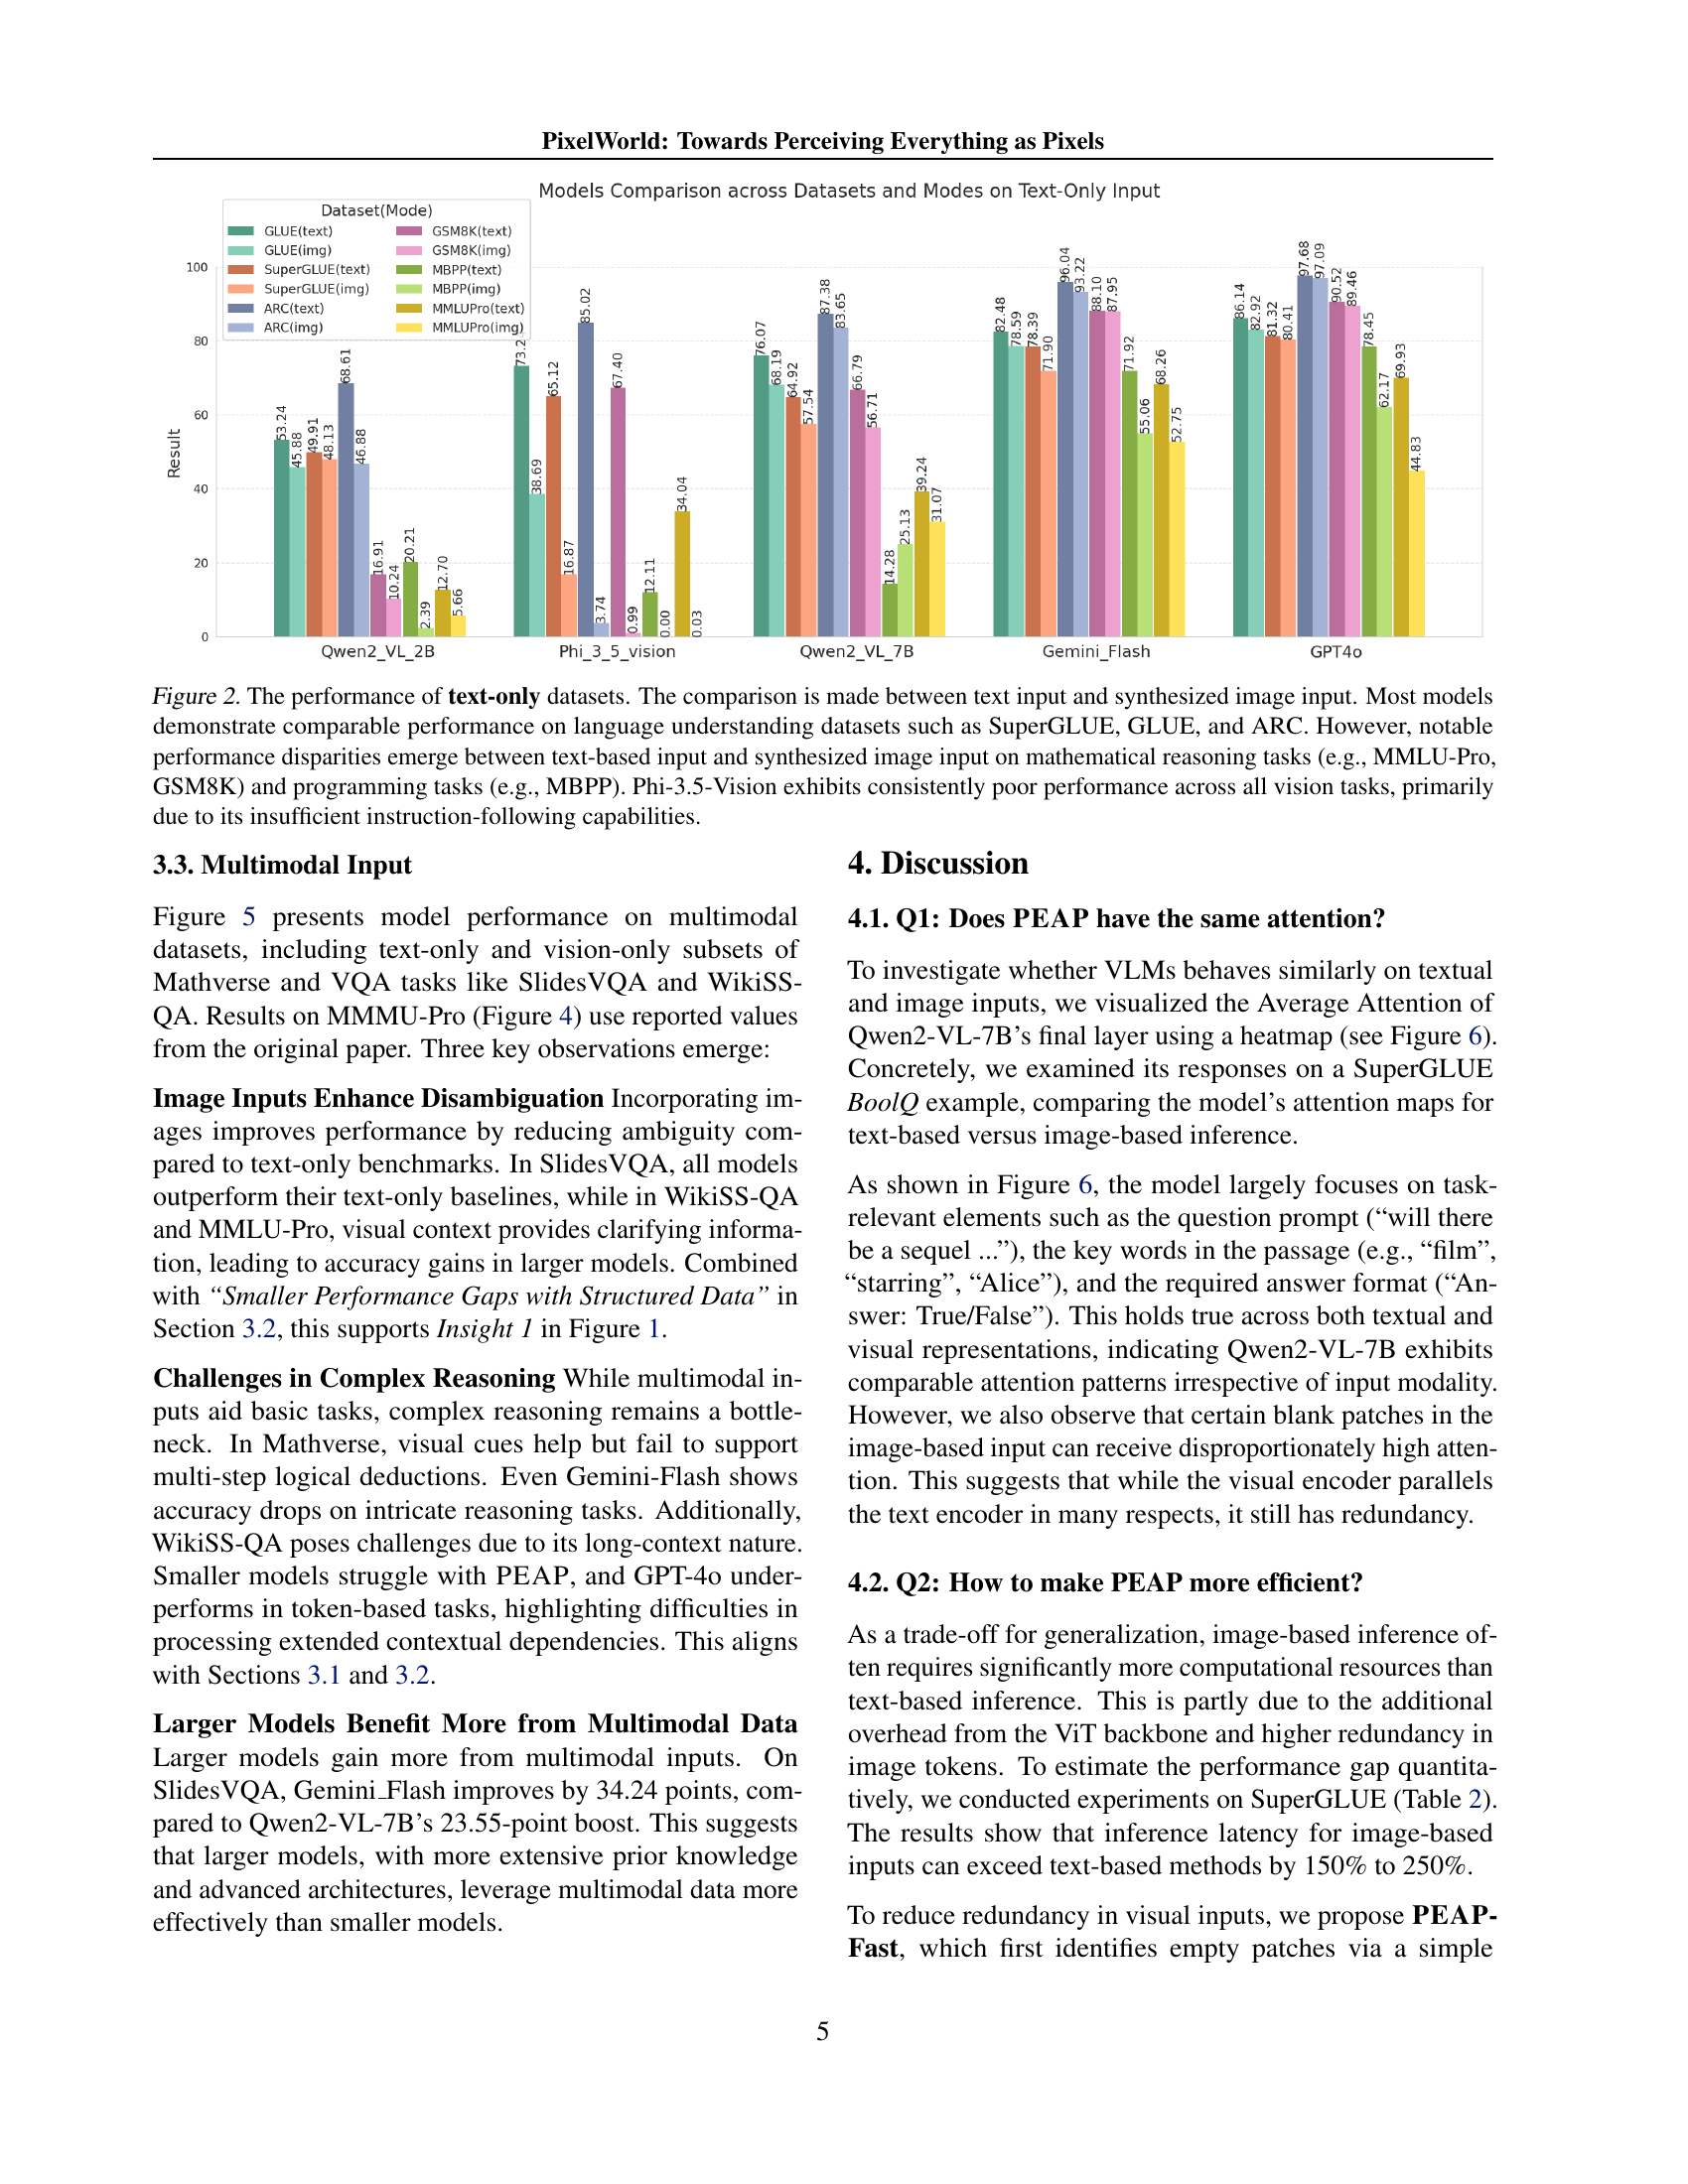 PixelWorld: Towards Perceiving Everything as Pixels
Models Comparison across Datasets and Modes on Text-Only Input
Dataset(Mode)
GLUE(text)
GLUE(img)
SuperGLUE(text)
SuperGLUE(img)
ARC(text)
ARC(img)
GSM8K(text)
GSM8K(img)
MBPP(text)
MBPP(img)
MMLUPro(text)
MMLUPro(img)
Result
100
80
60
40
20
0
53.24
45.88
49.91
48.13
68.61
46.88
16.91
10.24
20.21
2.39
12.70
5.66
73.2
38.69
65.12
16.87
85.02
3.74
67.40
0.99
12.11
0.00
34.04
0.03
76.07
68.19
64.92
57.54
87.38
83.65
66.79
56.71
14.28
25.13
39.24
31.07
82.48
78.59
78.39
71.90
96.04
93.22
88.10
87.95
71.92
55.06
68.26
52.75
86.14
82.92
81.32
80.41
97.68
97.09
90.52
89.46
78.45
62.17
69.93
44.83
Qwen2_VL_2B
Phi_3_5_vision
Qwen2_VL_7B
Gemini_Flash
GPT4o
Figure 2. The performance of text-only datasets. The comparison is made between text input and synthesized image input. Most models
demonstrate comparable performance on language understanding datasets such as SuperGLUE, GLUE, and ARC. However, notable
performance disparities emerge between text-based input and synthesized image input on mathematical reasoning tasks (e.g., MMLU-Pro,
GSM8K) and programming tasks (e.g., MBPP). Phi-3.5-Vision exhibits consistently poor performance across all vision tasks, primarily
due to its insufficient instruction-following capabilities.
3.3. Multimodal Input
Figure 5 presents model performance on multimodal
datasets, including text-only and vision-only subsets of
Mathverse and VQA tasks like SlidesVQA and WikiSS-
QA. Results on MMMU-Pro (Figure 4) use reported values
from the original paper. Three key observations emerge:
Image Inputs Enhance Disambiguation Incorporating im-
ages improves performance by reducing ambiguity com-
pared to text-only benchmarks. In SlidesVQA, all models
outperform their text-only baselines, while in WikiSS-QA
and MMLU-Pro, visual context provides clarifying informa-
tion, leading to accuracy gains in larger models. Combined
with “Smaller Performance Gaps with Structured Data” in
Section 3.2, this supports Insight 1 in Figure 1.
Challenges in Complex Reasoning While multimodal in-
puts aid basic tasks, complex reasoning remains a bottle-
neck. In Mathverse, visual cues help but fail to support
multi-step logical deductions. Even Gemini-Flash shows
accuracy drops on intricate reasoning tasks. Additionally,
WikiSS-QA poses challenges due to its long-context nature.
Smaller models struggle with PEAP, and GPT-4o under-
performs in token-based tasks, highlighting difficulties in
processing extended contextual dependencies. This aligns
with Sections 3.1 and 3.2.
Larger Models Benefit More from Multimodal Data
Larger models gain more from multimodal inputs. On
SlidesVQA, Gemini_Flash improves by 34.24 points, com-
pared to Qwen2-VL-7B’s 23.55-point boost. This suggests
that larger models, with more extensive prior knowledge
and advanced architectures, leverage multimodal data more
effectively than smaller models.
4. Discussion
4.1. Q1: Does PEAP have the same attention?
To investigate whether VLMs behaves similarly on textual
and image inputs, we visualized the Average Attention of
Qwen2-VL-7B’s final layer using a heatmap (see Figure 6).
Concretely, we examined its responses on a SuperGLUE
BoolQ example, comparing the model’s attention maps for
text-based versus image-based inference.
As shown in Figure 6, the model largely focuses on task-
relevant elements such as the question prompt (“will there
be a sequel ...”), the key words in the passage (e.g., “film”,
“starring”, “Alice”), and the required answer format (“An-
swer: True/False”). This holds true across both textual and
visual representations, indicating Qwen2-VL-7B exhibits
comparable attention patterns irrespective of input modality.
However, we also observe that certain blank patches in the
image-based input can receive disproportionately high atten-
tion. This suggests that while the visual encoder parallels
the text encoder in many respects, it still has redundancy.
4.2. Q2: How to make PEAP more efficient?
As a trade-off for generalization, image-based inference of-
ten requires significantly more computational resources than
text-based inference. This is partly due to the additional
overhead from the ViT backbone and higher redundancy in
image tokens. To estimate the performance gap quantita-
tively, we conducted experiments on SuperGLUE (Table 2).
The results show that inference latency for image-based
inputs can exceed text-based methods by 150% to 250%.
To reduce redundancy in visual inputs, we propose PEAP-
Fast, which first identifies empty patches via a simple
5